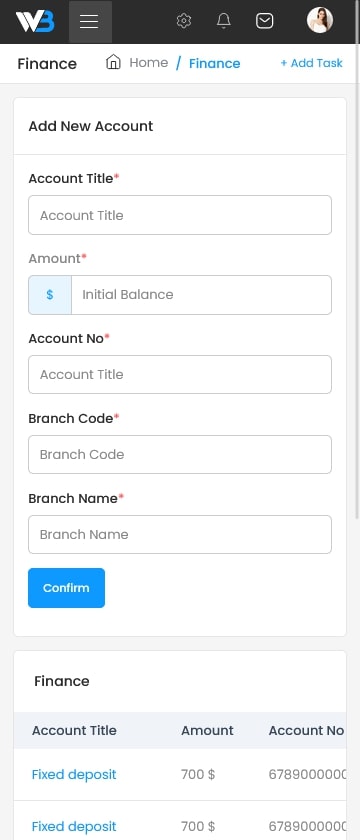 WB
Finance Home / Finance + Add Task
Add New Account
Account Title*
Account Title
Amount*
$ Initial Balance
Account No*
Account Title
Branch Code*
Branch Code
Branch Name*
Branch Name
Confirm
Finance
Account Title Amount Account No
Fixed deposit 700 $ 6789000000
Fixed deposit 700 $ 6789000000